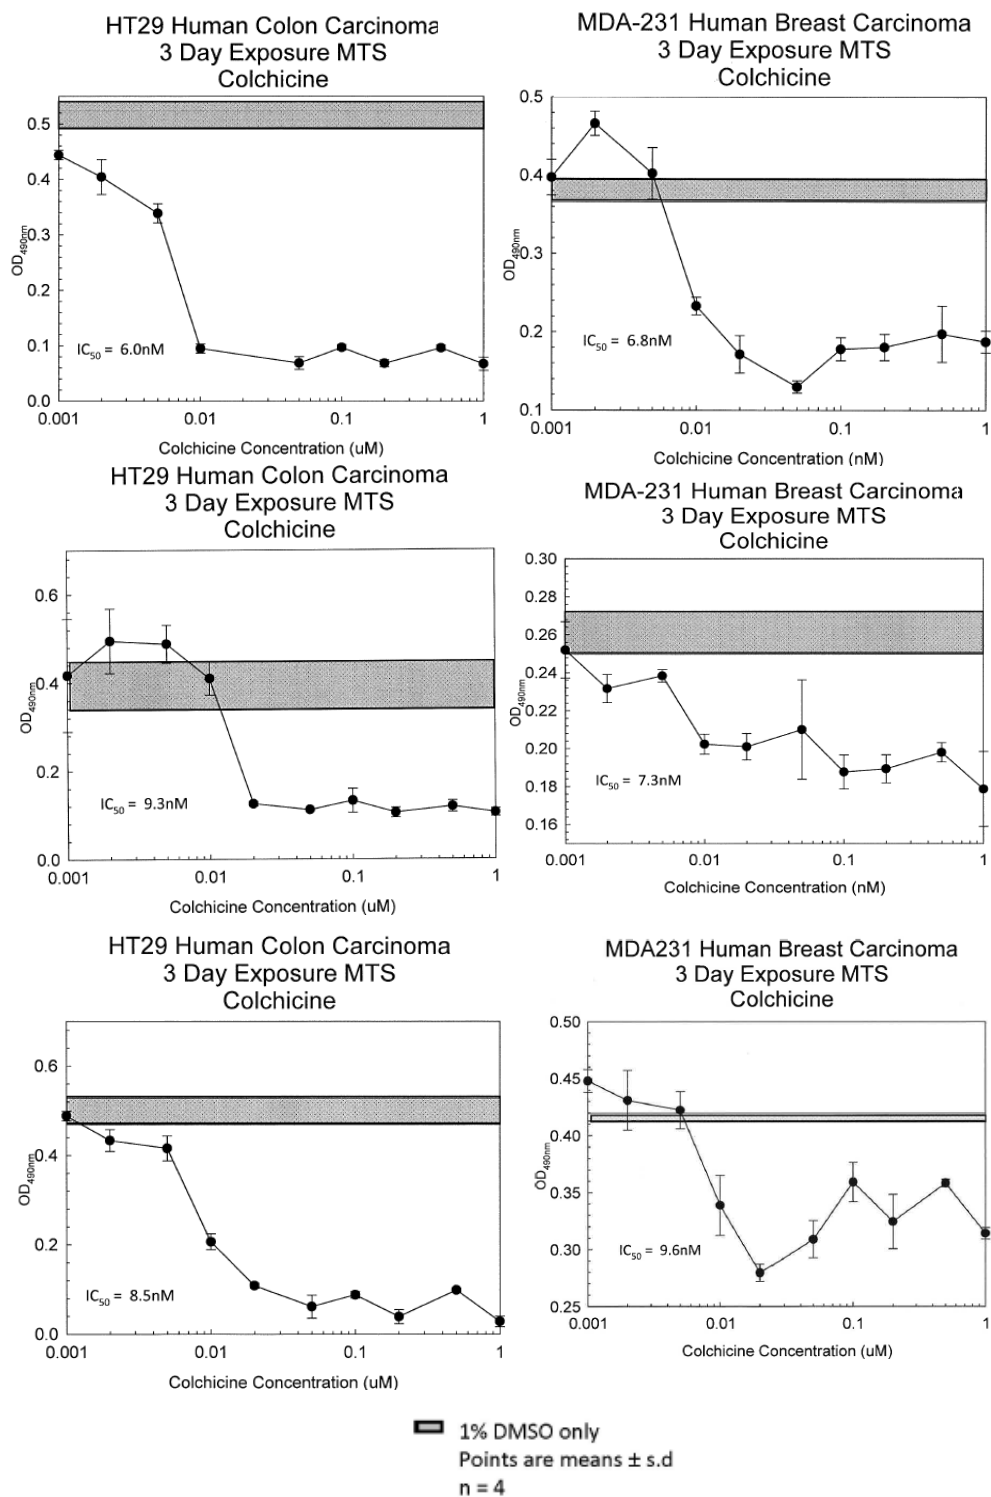 HT29 Human Colon Carcinoma
3 Day Exposure MTS
Colchicine
0.5
0.4
0.3
0.2
0.1
0.0
OD490nm
IC50 = 6.0nM
0.001
0.01
0.1
1
Colchicine Concentration (uM)
MDA-231 Human Breast Carcinoma
3 Day Exposure MTS
Colchicine
0.5
0.4
0.3
0.2
0.1
OD490nm
IC50 = 6.8nM
0.001
0.01
0.1
1
Colchicine Concentration (nM)
HT29 Human Colon Carcinoma
3 Day Exposure MTS
Colchicine
0.6
0.4
0.2
0.0
OD490nm
IC50 = 9.3nM
0.001
0.01
0.1
1
Colchicine Concentration (uM)
MDA-231 Human Breast Carcinoma
3 Day Exposure MTS
Colchicine
0.30
0.28
0.26
0.24
0.22
0.20
0.18
0.16
OD490nm
IC50 = 7.3nM
0.001
0.01
0.1
1
Colchicine Concentration (nM)
HT29 Human Colon Carcinoma
3 Day Exposure MTS
Colchicine
0.6
0.4
0.2
0.0
OD490nm
IC50 = 8.5nM
0.001
0.01
0.1
1
Colchicine Concentration (uM)
MDA231 Human Breast Carcinoma
3 Day Exposure MTS
Colchicine
0.50
0.45
0.40
0.35
0.30
0.25
OD490nm
IC50 = 9.6nM
0.001
0.01
0.1
1
Colchicine Concentration (uM)
1% DMSO only
Points are means ± s.d
n = 4